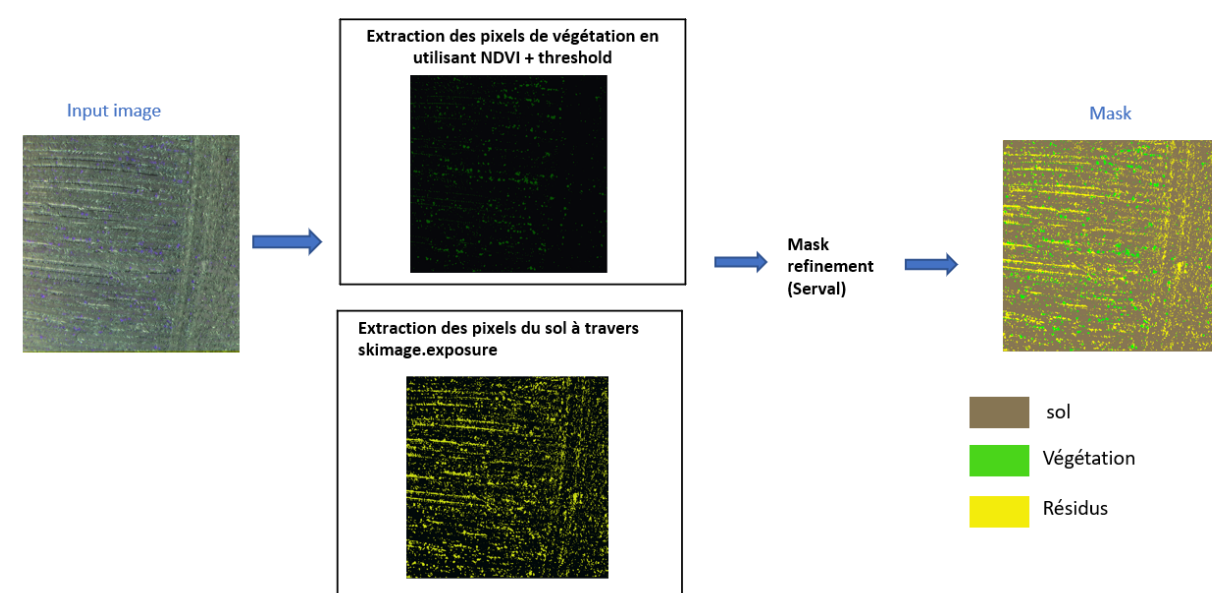 Input image
Extraction des pixels de végétation en
utilisant NDVI + threshold
Extraction des pixels du sol à travers
skimage.exposure
Mask
refinement
(Serval)
Mask
sol
Végétation
Résidus